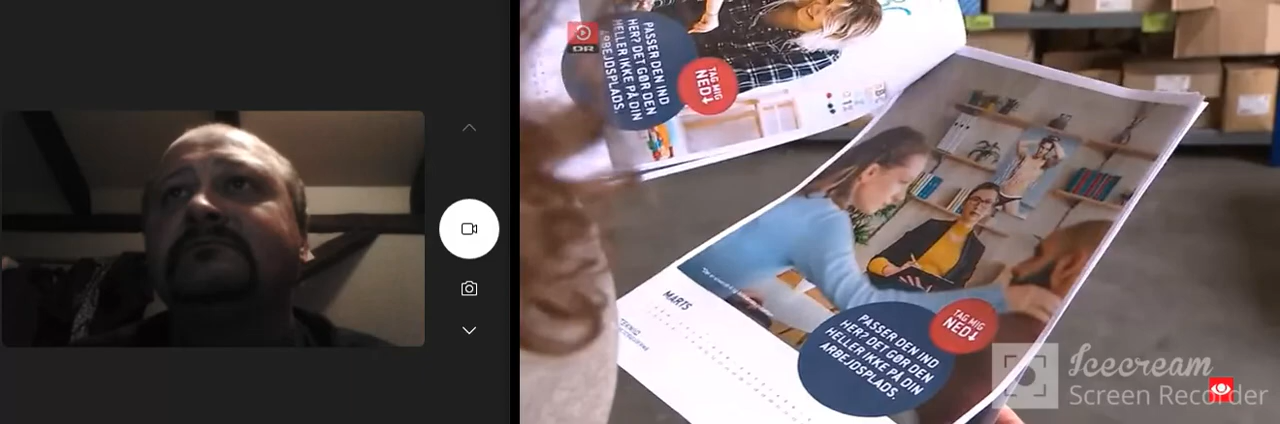 DR
PASSER DEN IND
HER? DET GØR DEN
HELLER IKKE PÅ DIN
ARBEJDSPLADS.
TAG MIG
NED
MARTS
TEKNIQ
PASSER DEN IND
HER? DET GØR DEN
HELLER IKKE PÅ DIN
ARBEJDSPLADS.
TAG MIG
NED
Icecream
Screen Recorder